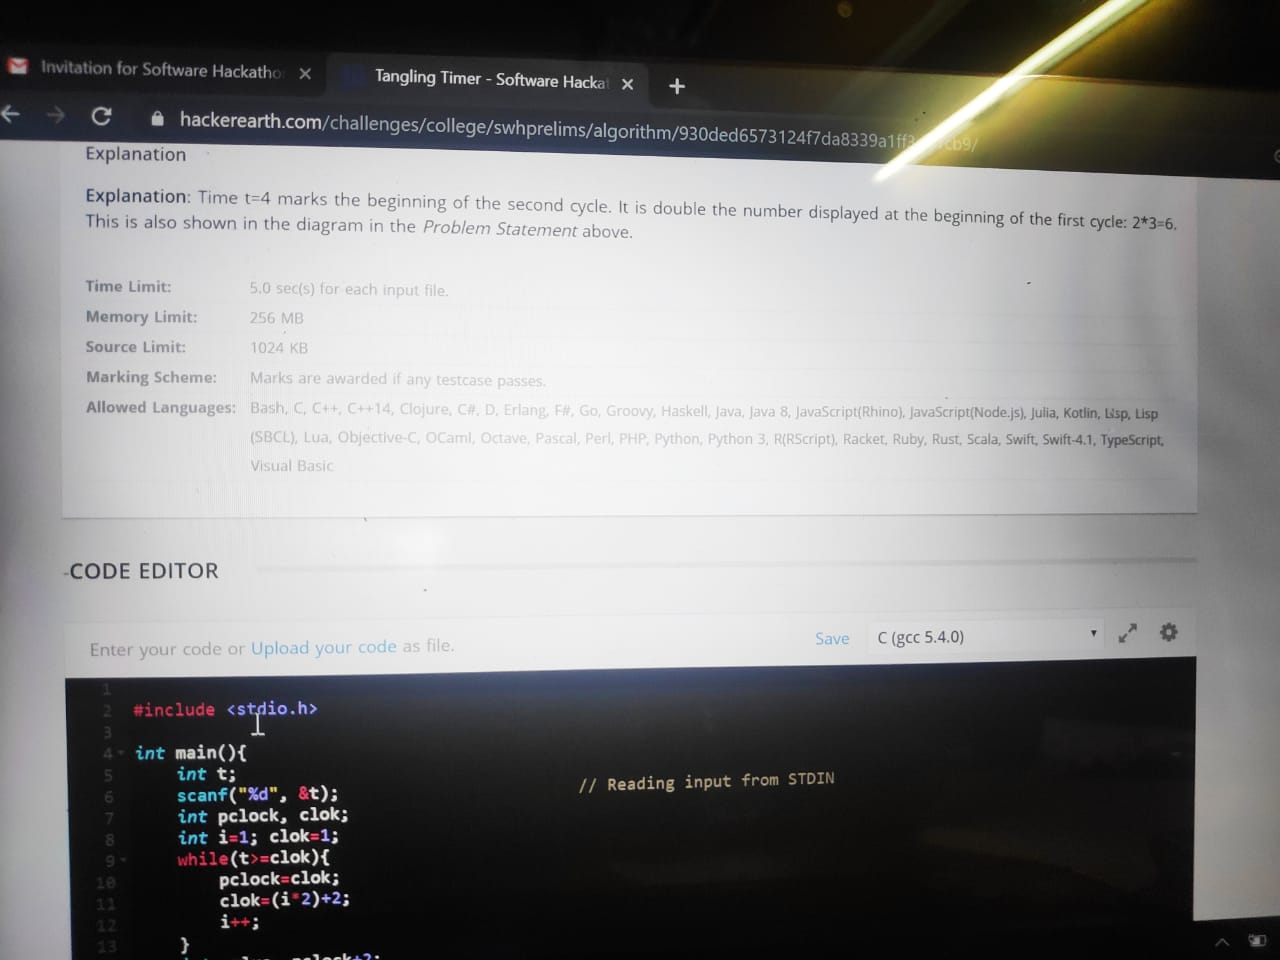 Invitation for Software Hackatho
Tangling Timer - Software Hacka
hackerearth.com/challenges/college/swhprelims/algorithm/930ded6573124f7da8339a1ff
Explanation
Explanation: Time t=4 marks the beginning of the second cycle. It is double the number displayed at the beginning of the first cycle: 2*3=6.
This is also shown in the diagram in the Problem Statement above.
Time Limit: 5.0 sec(s) for each input file.
Memory Limit: 256 MB
Source Limit: 1024 KB
Marking Scheme: Marks are awarded if any testcase passes.
Allowed Languages: Bash, C, C++, C++14, Clojure, C#, D, Erlang, F#, Go, Groovy, Haskell, Java, Java 8, JavaScript(Rhino), JavaScript(Node.js), Julia, Kotlin, Lisp, Lisp
(SBCL), Lua, Objective-C, OCaml, Octave, Pascal, Perl, PHP, Python, Python 3, R(RScript), Racket, Ruby, Rust, Scala, Swift, Swift-4.1, TypeScript,
Visual Basic
-CODE EDITOR
Enter your code or Upload your code as file.
Save C (gcc 5.4.0)
1
2 #include <stdio.h>
3
4 int main(){
5 int t;
6 scanf("%d", &t); // Reading input from STDIN
7 int pclock, clok;
8 int i=1; clok=1;
9 while(t>=clok){
10 pclock=clok;
11 clok=(i*2)+2;
12 i++;
13 }